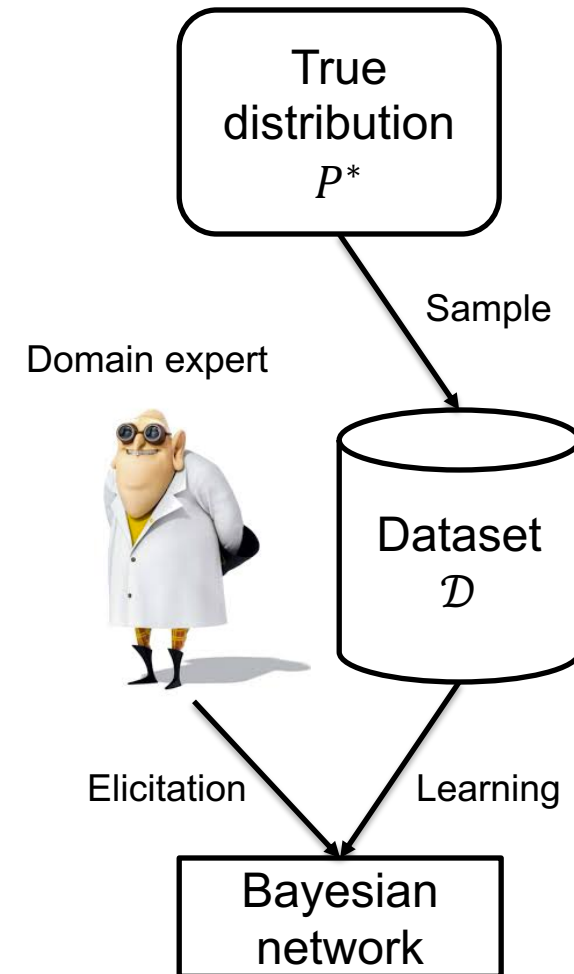 True
distribution
𝑃*
Sample
Domain expert
Dataset
𝒟
Elicitation
Learning
Bayesian
network